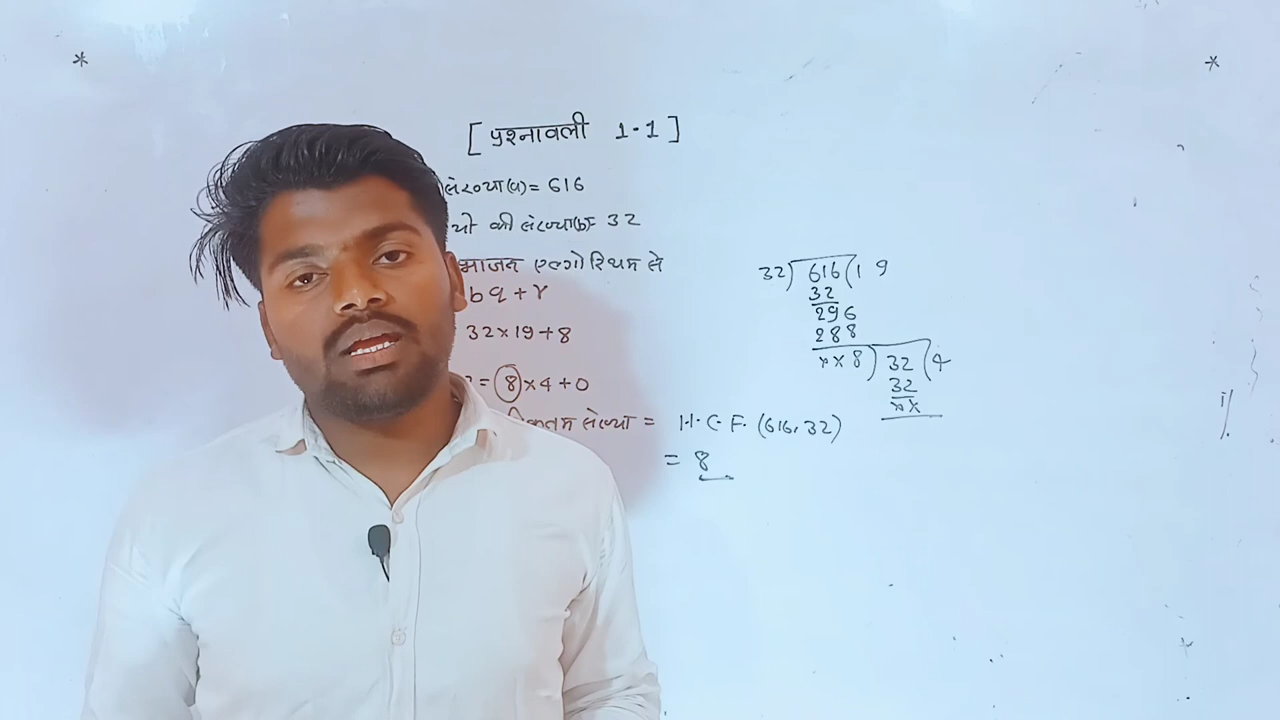 [ प्रश्नावली 1.1 ]
संख्या(a) = 616
यो की संख्या(b) = 32
भाजन एल्गोरिथम से
bq + r
32 × 19 + 8
= 8 × 4 + 0
कतम संख्या = H.C.F. (616, 32)
= 8
32) 616 (19
32
296
288
×× 8) 32 (4
32
××